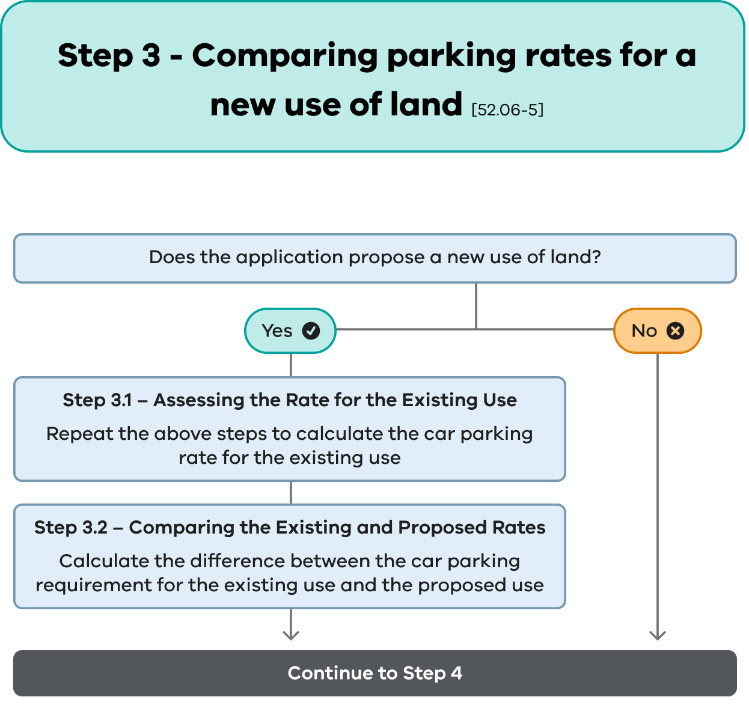 Step 3 - Comparing parking rates for a
new use of land [52.06-5]
Does the application propose a new use of land?
Yes
No
Step 3.1 – Assessing the Rate for the Existing Use
Repeat the above steps to calculate the car parking
rate for the existing use
Step 3.2 – Comparing the Existing and Proposed Rates
Calculate the difference between the car parking
requirement for the existing use and the proposed use
Continue to Step 4